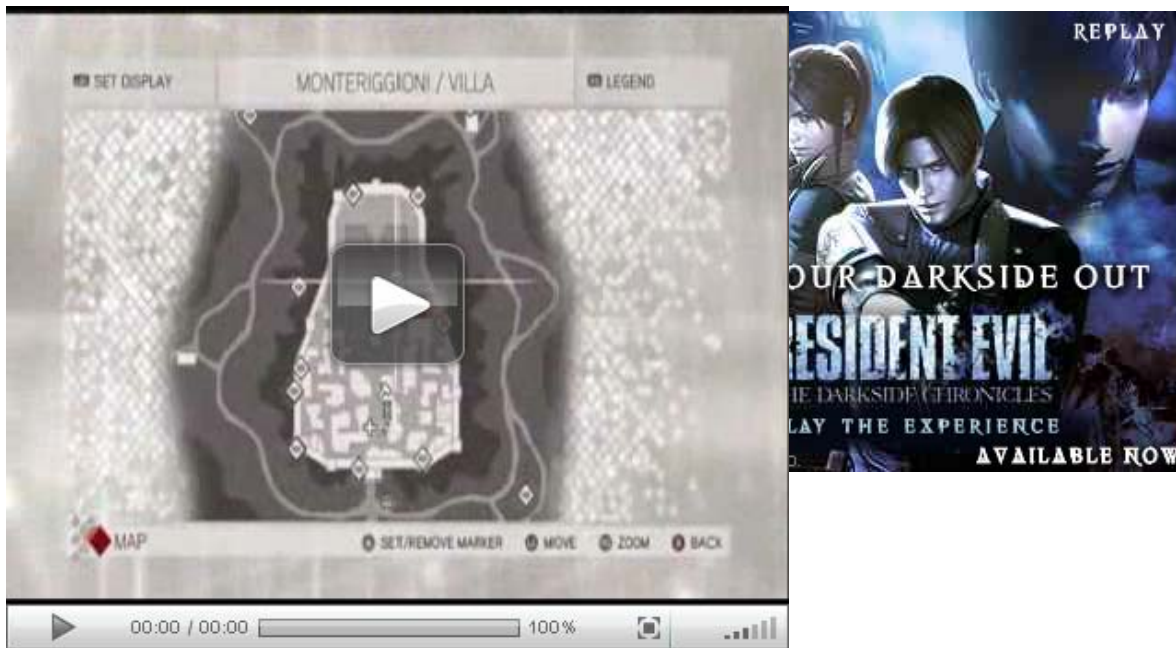 SET DISPLAY
MONTERIGGIONI / VILLA
LEGEND
MAP
SET/REMOVE MARKER
MOVE
ZOOM
BACK
00:00 / 00:00
100%
REPLAY
OUR DARKSIDE OUT
RESIDENT EVIL
HE DARKSIDE CHRONICLES
LAY THE EXPERIENCE
AVAILABLE NOW